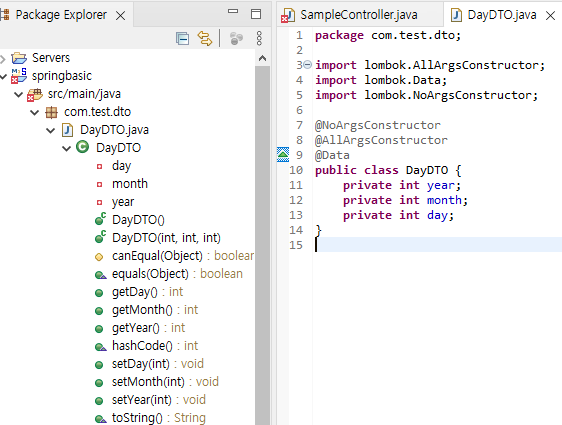 Package Explorer
Servers
springbasic
src/main/java
com.test.dto
DayDTO.java
DayDTO
day
month
year
DayDTO()
DayDTO(int, int, int)
canEqual(Object) : boolean
equals(Object) : boolean
getDay() : int
getMonth() : int
getYear() : int
hashCode() : int
setDay(int) : void
setMonth(int) : void
setYear(int) : void
toString() : String
SampleController.java
DayDTO.java
1 package com.test.dto;
2
3 import lombok.AllArgsConstructor;
4 import lombok.Data;
5 import lombok.NoArgsConstructor;
6
7 @NoArgsConstructor
8 @AllArgsConstructor
9 @Data
10 public class DayDTO {
11 private int year;
12 private int month;
13 private int day;
14 }
15